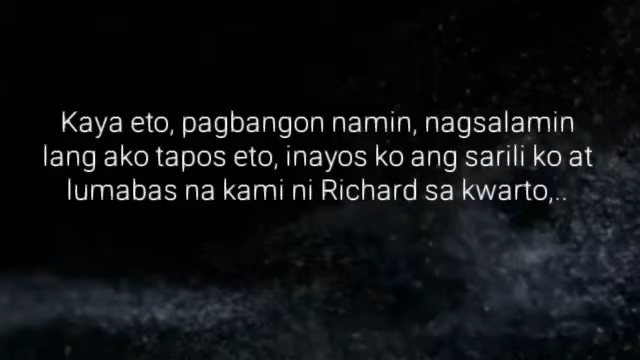 Kaya eto, pagbangon namin, nagsalamin
lang ako tapos eto, inayos ko ang sarili ko at
lumabas na kami ni Richard sa kwarto,..